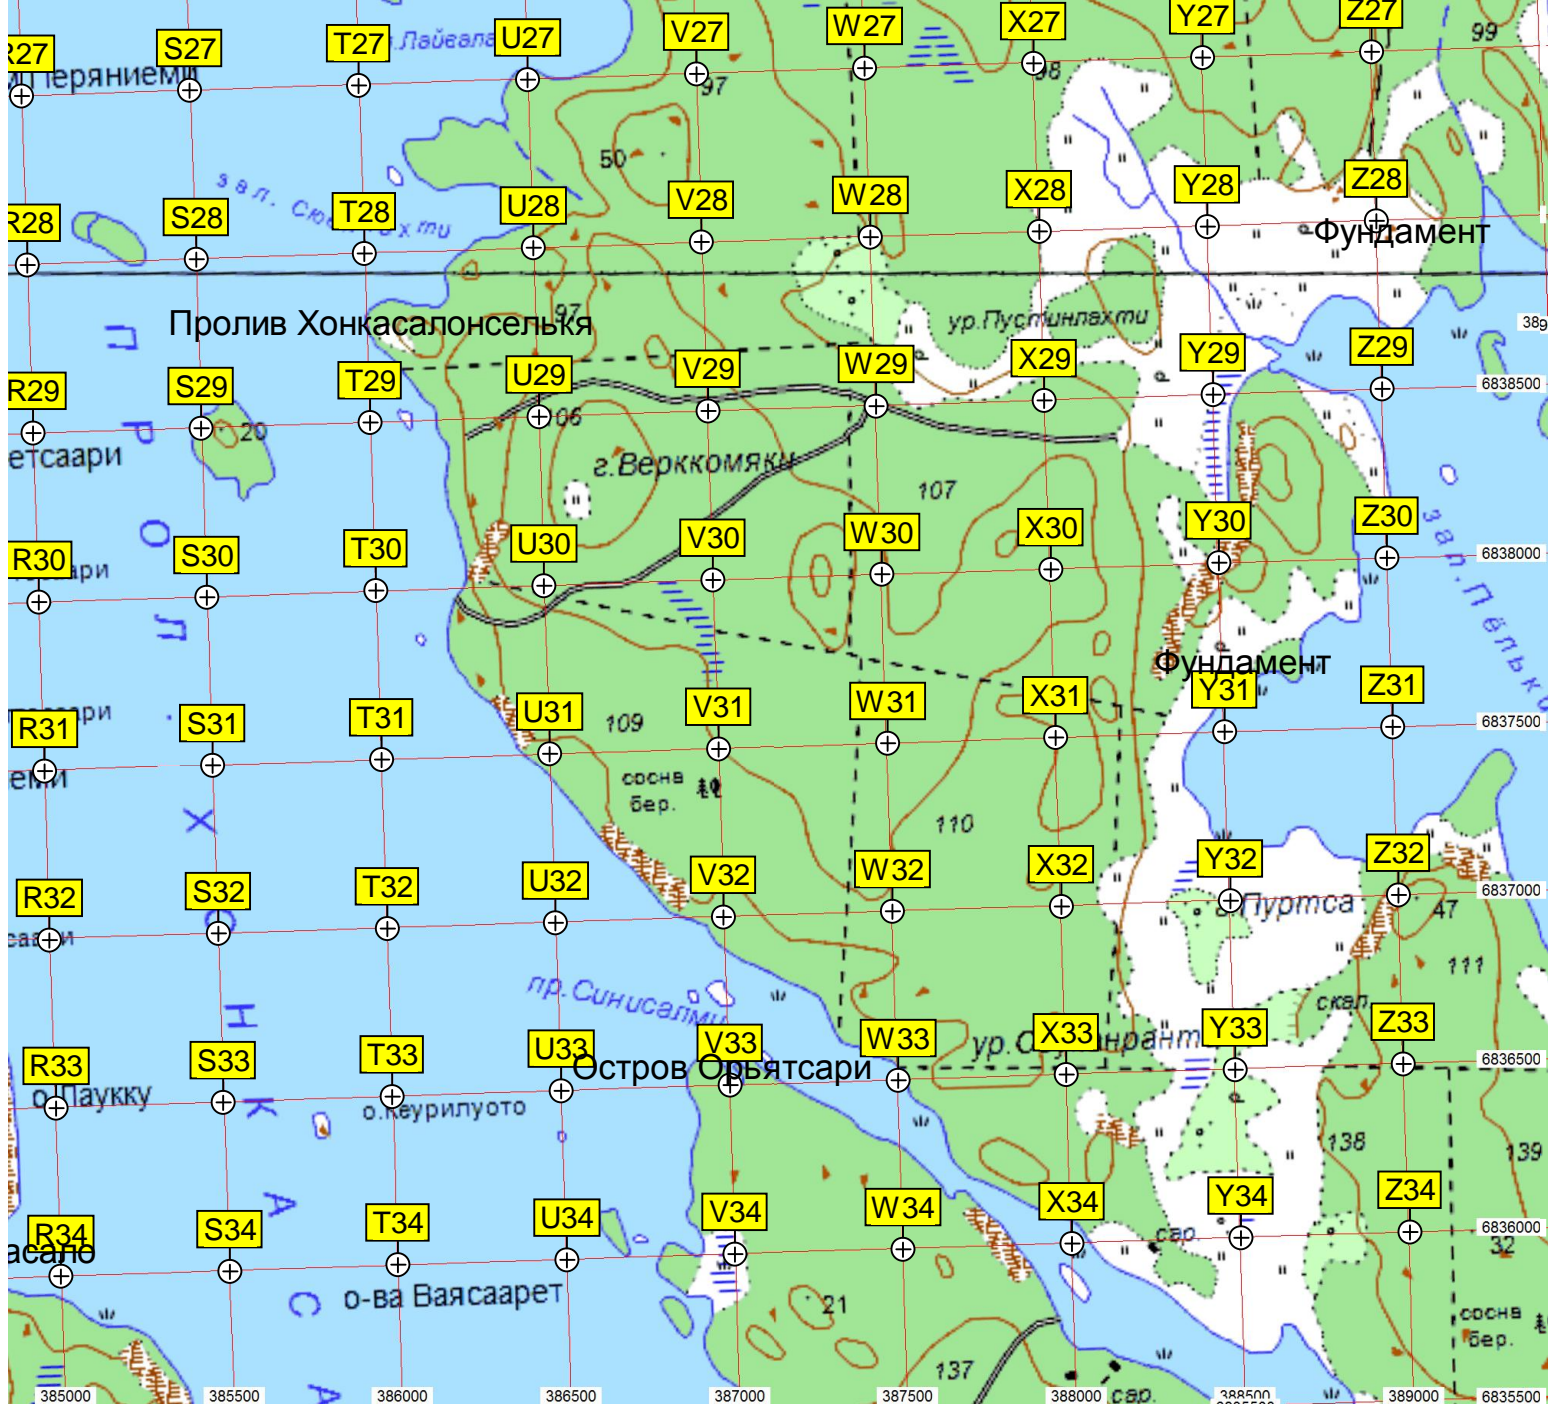 R27 S27 T27 U27 V27 W27 X27 Y27 Z27
99
97
98
50
зал.
R28 S28 T28 U28 V28 W28 X28 Y28 Z28
Фундамент
97
Пролив Хонкасалонселькя
ур.Пустинлахти
R29 S29 T29 U29 V29 W29 X29 Y29 Z29
6838500
20
г.Верккомяки
107
R30 S30 T30 U30 V30 W30 X30 Y30 Z30
6838000
Фундамент
R31 S31 T31 U31 V31 W31 X31 Y31 Z31
6837500
109
сосна
бер.
110
R32 S32 T32 U32 V32 W32 X32 Y32 Z32
6837000
Пуртса
47
111
пр.Синисалми
скал.
R33 S33 T33 U33 V33 W33 X33 Y33 Z33
6836500
Остров Орьятсари
о.Паукку
о.Кеурилуото
138
139
R34 S34 T34 U34 V34 W34 X34 Y34 Z34
6836000
сар
32
о-ва Ваясаарет
21
сосна
бер.
137
сар.
385000 385500 386000 386500 387000 387500 388000 388500 389000 6835500